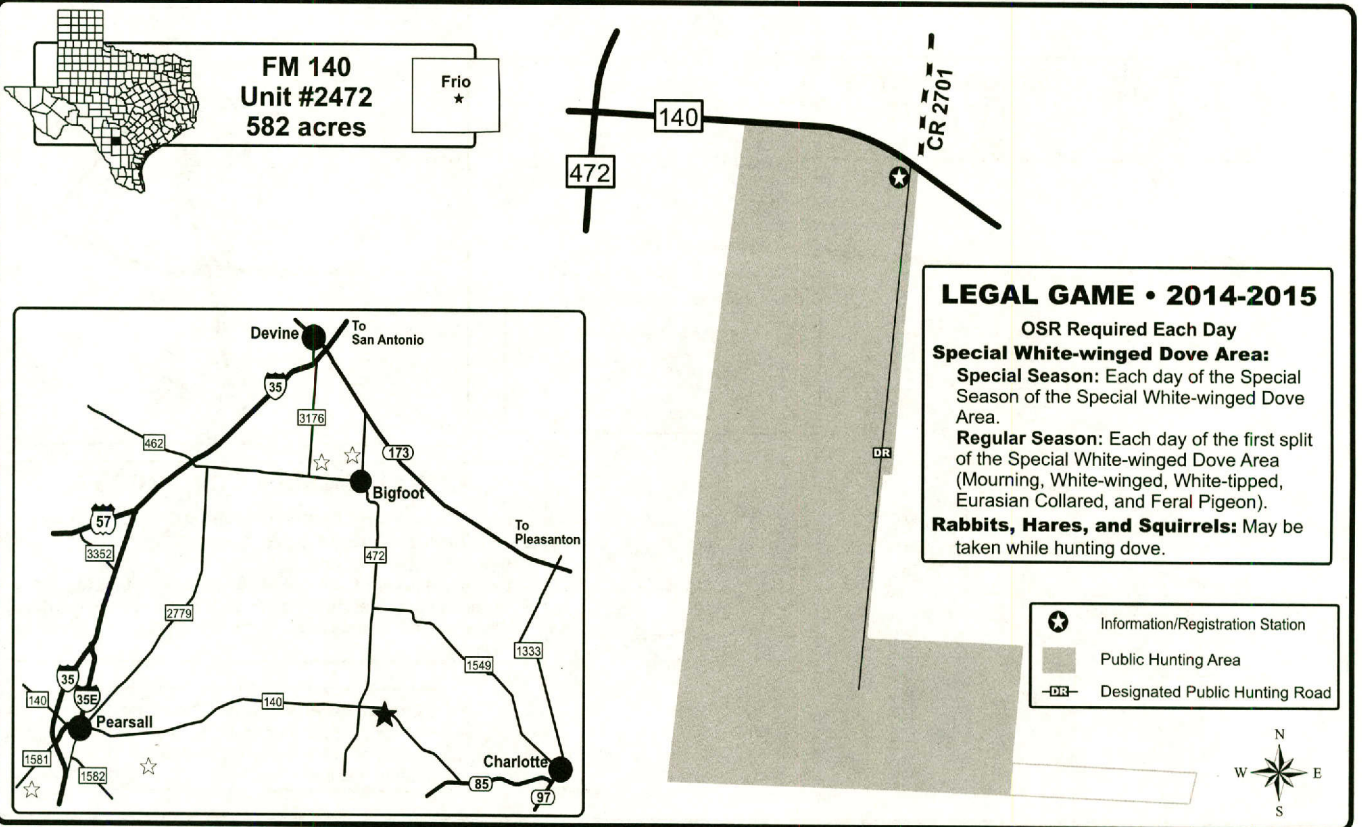 FM 140
Unit #2472
582 acres
Frio
140
472
CR 2701
DR
LEGAL GAME • 2014-2015
OSR Required Each Day
Special White-winged Dove Area:
Special Season: Each day of the Special
Season of the Special White-winged Dove
Area.
Regular Season: Each day of the first split
of the Special White-winged Dove Area
(Mourning, White-winged, White-tipped,
Eurasian Collared, and Feral Pigeon).
Rabbits, Hares, and Squirrels: May be
taken while hunting dove.
Information/Registration Station
Public Hunting Area
DR
Designated Public Hunting Road
N
W
E
S
Devine
To
San Antonio
35
3176
462
173
Bigfoot
57
To
Pleasanton
3352
472
2779
1549
1333
35
35E
140
140
Pearsall
1581
1582
Charlotte
85
97